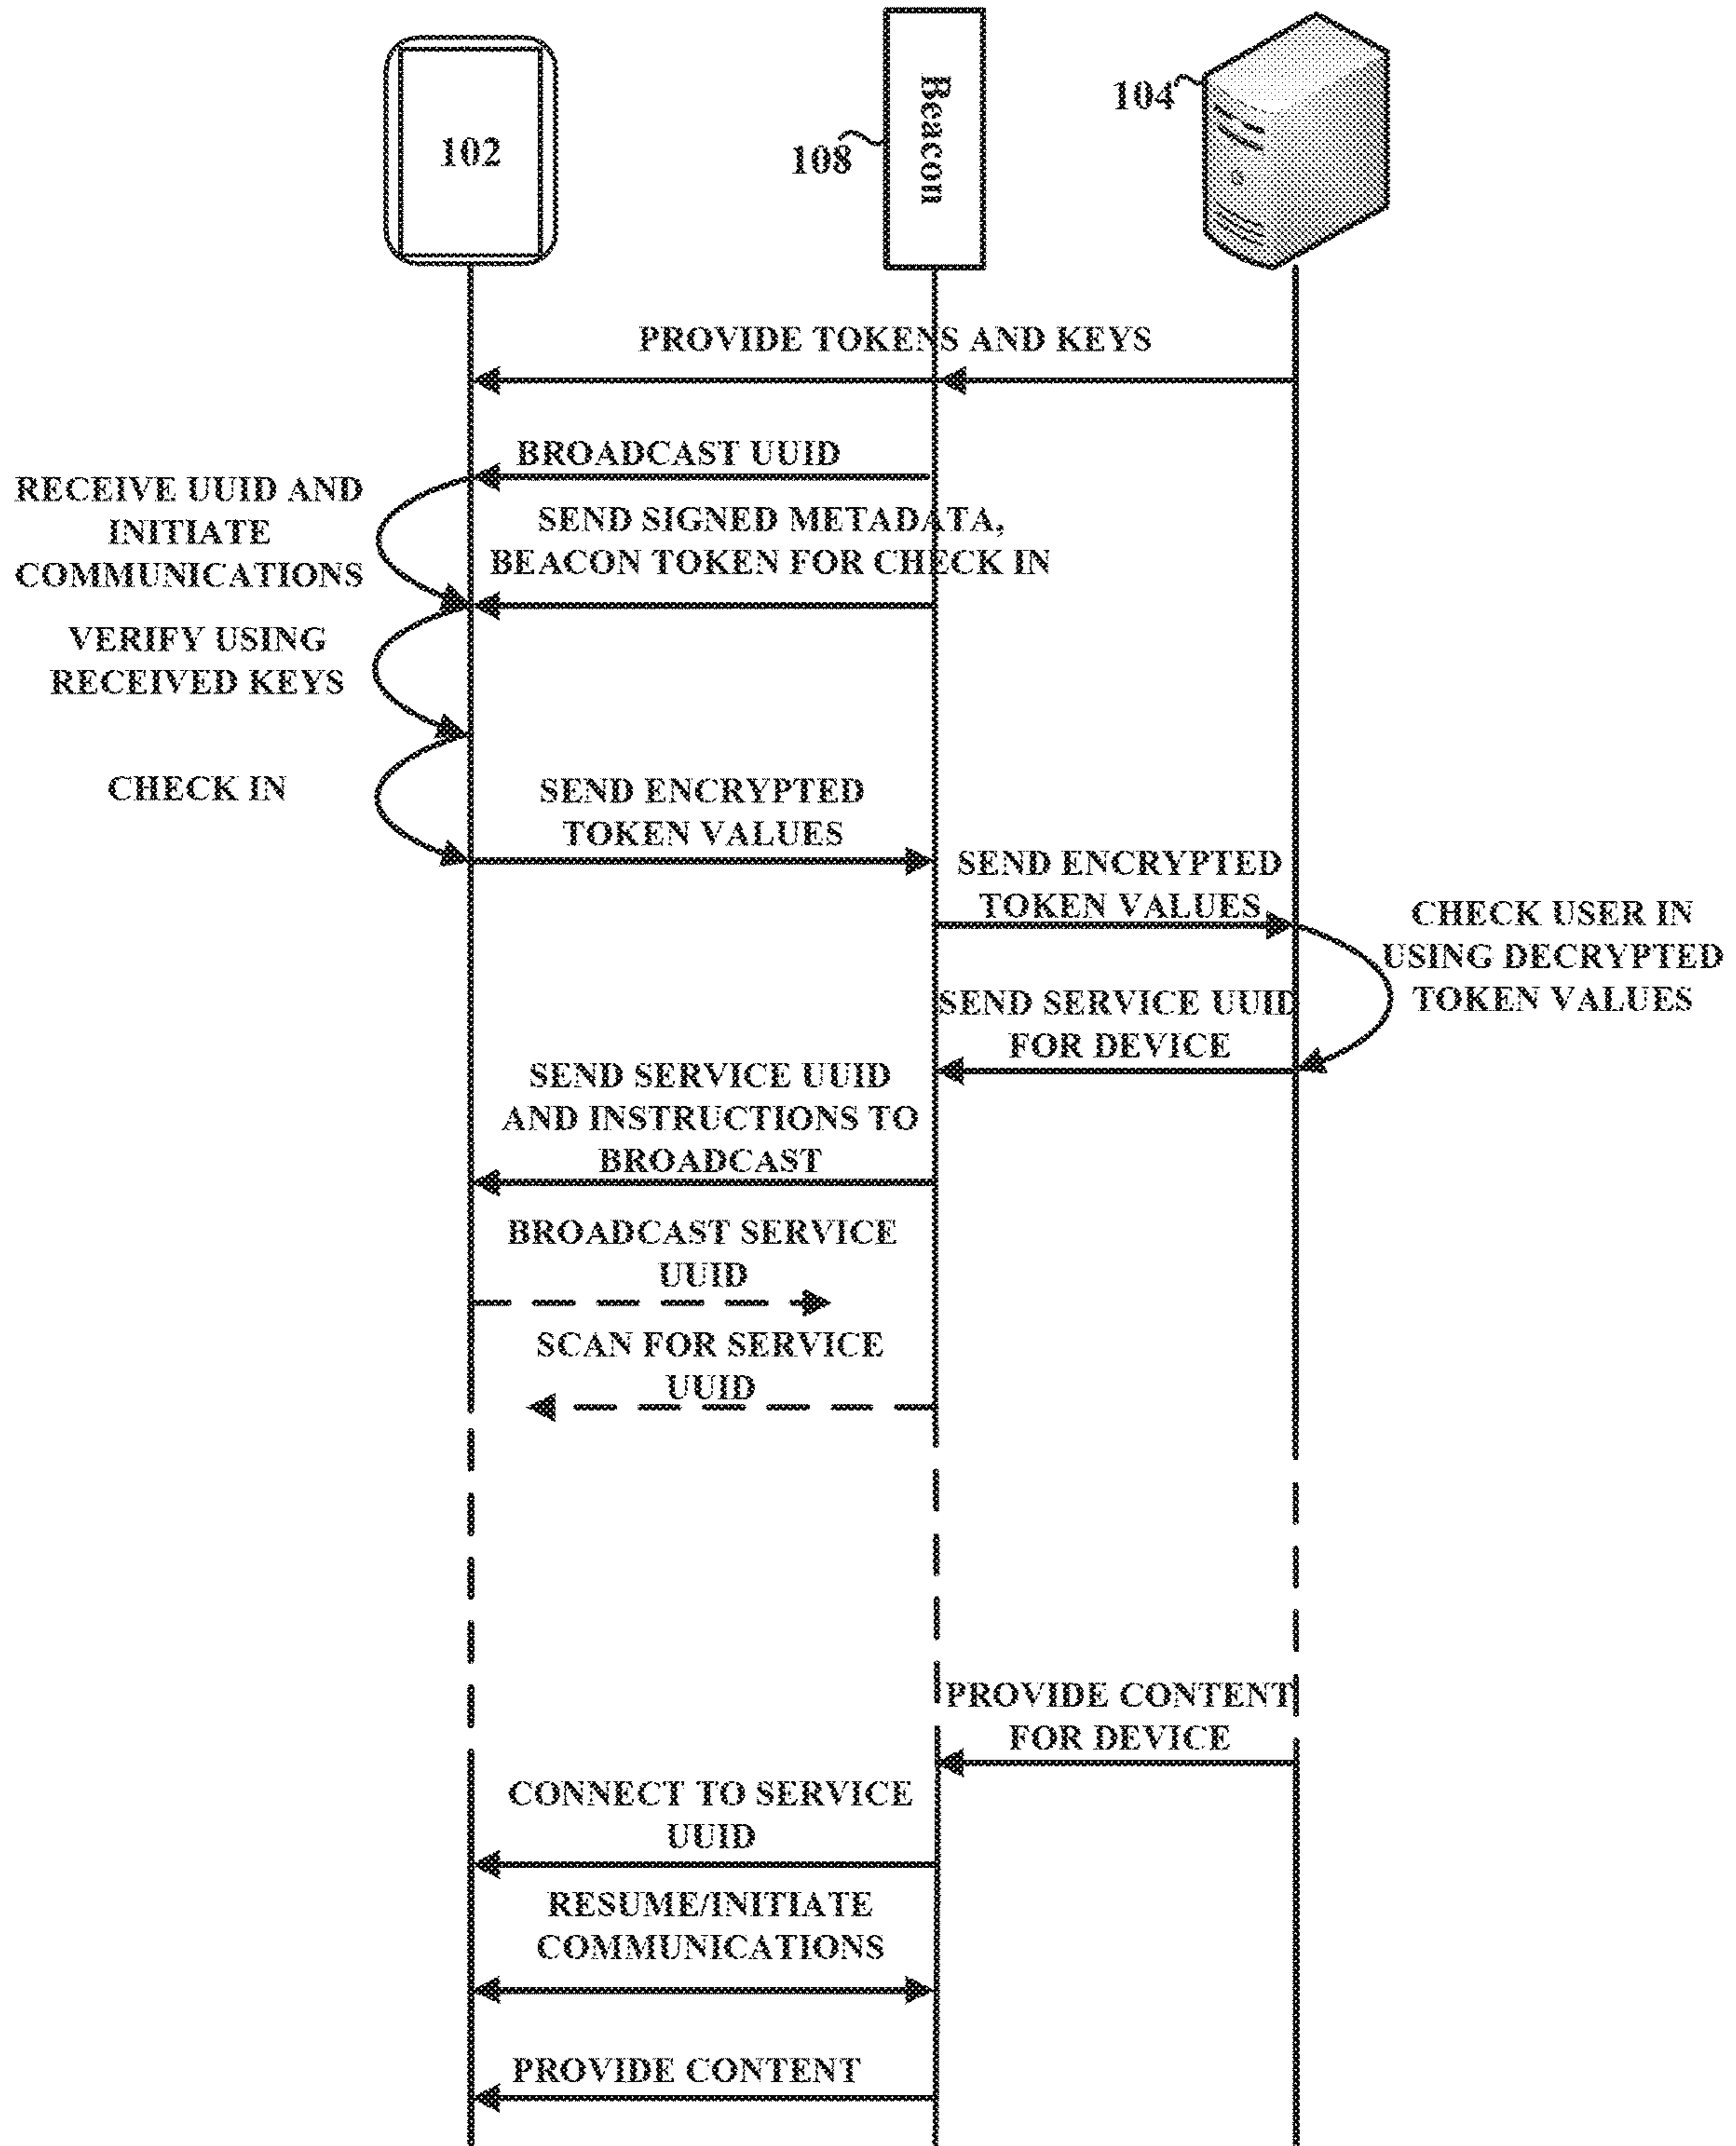 102
108
Beacon
104
PROVIDE TOKENS AND KEYS
BROADCAST UUID
RECEIVE UUID AND
INITIATE
COMMUNICATIONS
SEND SIGNED METADATA,
BEACON TOKEN FOR CHECK IN
VERIFY USING
RECEIVED KEYS
CHECK IN
SEND ENCRYPTED
TOKEN VALUES
SEND ENCRYPTED
TOKEN VALUES
CHECK USER IN
USING DECRYPTED
TOKEN VALUES
SEND SERVICE UUID
FOR DEVICE
SEND SERVICE UUID
AND INSTRUCTIONS TO
BROADCAST
BROADCAST SERVICE
UUID
SCAN FOR SERVICE
UUID
PROVIDE CONTENT
FOR DEVICE
CONNECT TO SERVICE
UUID
RESUME/INITIATE
COMMUNICATIONS
PROVIDE CONTENT